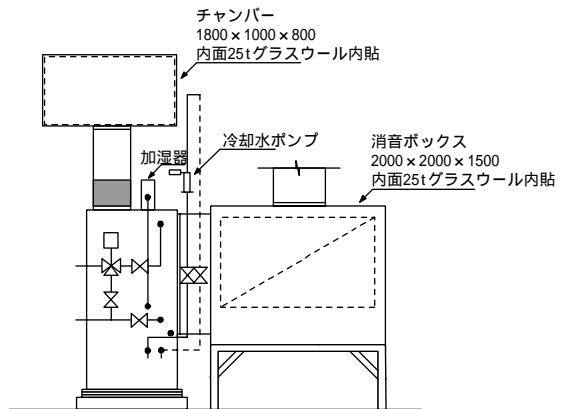 チャンバー
1800×1000×800
内面25tグラスウール内貼
冷却水ポンプ
加湿器
消音ボックス
2000×2000×1500
内面25tグラスウール内貼